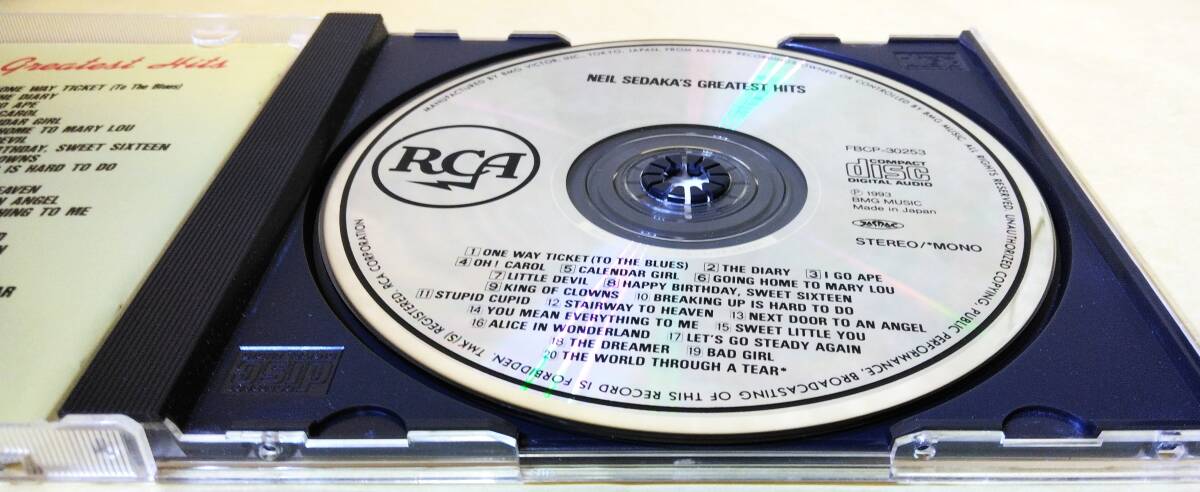 Greatest Hits
ONE WAY TICKET (To The Blues)
DIARY
APE
CAROL
GIRL
HOME TO MARY LOU
SWEET SIXTEEN
IS HARD TO DO
ANGEL
TO ME
NEIL SEDAKA'S GREATEST HITS
RCA
FBCP-30253
COMPACT
disc
DIGITAL AUDIO
℗ 1993
BMG MUSIC
Made in Japan
STEREO/*MONO
1 ONE WAY TICKET (TO THE BLUES) 2 THE DIARY 3 I GO APE
4 OH! CAROL 5 CALENDAR GIRL 6 GOING HOME TO MARY LOU
7 LITTLE DEVIL 8 HAPPY BIRTHDAY, SWEET SIXTEEN
9 KING OF CLOWNS 10 BREAKING UP IS HARD TO DO
11 STUPID CUPID 12 STAIRWAY TO HEAVEN 13 NEXT DOOR TO AN ANGEL
14 YOU MEAN EVERYTHING TO ME 15 SWEET LITTLE YOU
16 ALICE IN WONDERLAND 17 LET'S GO STEADY AGAIN
18 THE DREAMER 19 BAD GIRL
20 THE WORLD THROUGH A TEAR*
MANUFACTURED BY BMG VICTOR, INC. TOKYO, JAPAN, FROM MASTER RECORDINGS OWNED OR CONTROLLED BY BMG MUSIC. ALL RIGHTS RESERVED. UNAUTHORIZED COPYING, PUBLIC PERFORMANCE, BROADCASTING OF THIS RECORD IS FORBIDDEN. TMK(S) REGISTERED, RCA CORPORATION
disc